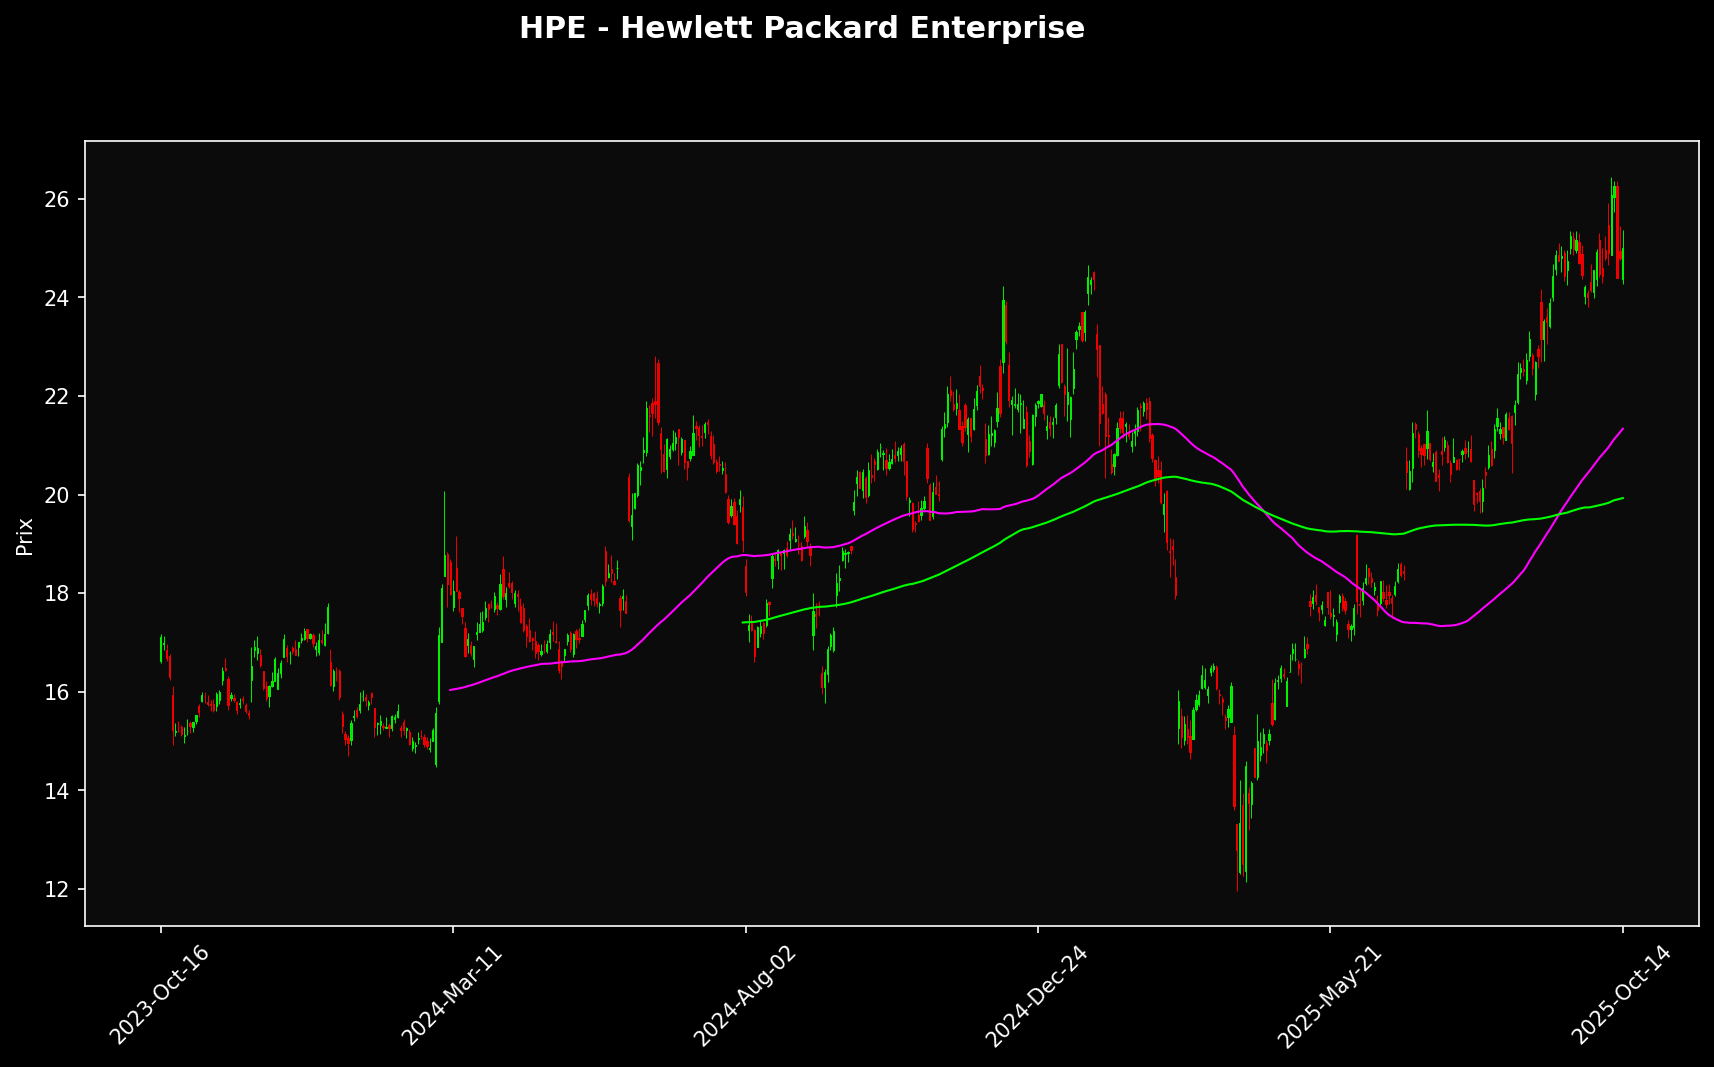 HPE - Hewlett Packard Enterprise
Prix
26
24
22
20
18
16
14
12
2023-Oct-16
2024-Mar-11
2024-Aug-02
2024-Dec-24
2025-May-21
2025-Oct-14